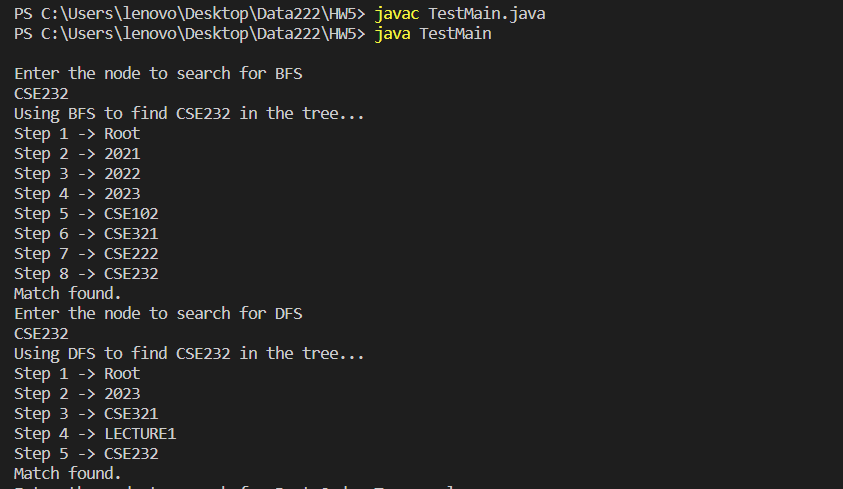 PS C:\Users\lenovo\Desktop\Data222\HW5> javac TestMain.java
PS C:\Users\lenovo\Desktop\Data222\HW5> java TestMain
Enter the node to search for BFS
CSE232
Using BFS to find CSE232 in the tree...
Step 1 -> Root
Step 2 -> 2021
Step 3 -> 2022
Step 4 -> 2023
Step 5 -> CSE102
Step 6 -> CSE321
Step 7 -> CSE222
Step 8 -> CSE232
Match found.
Enter the node to search for DFS
CSE232
Using DFS to find CSE232 in the tree...
Step 1 -> Root
Step 2 -> 2023
Step 3 -> CSE321
Step 4 -> LECTURE1
Step 5 -> CSE232
Match found.